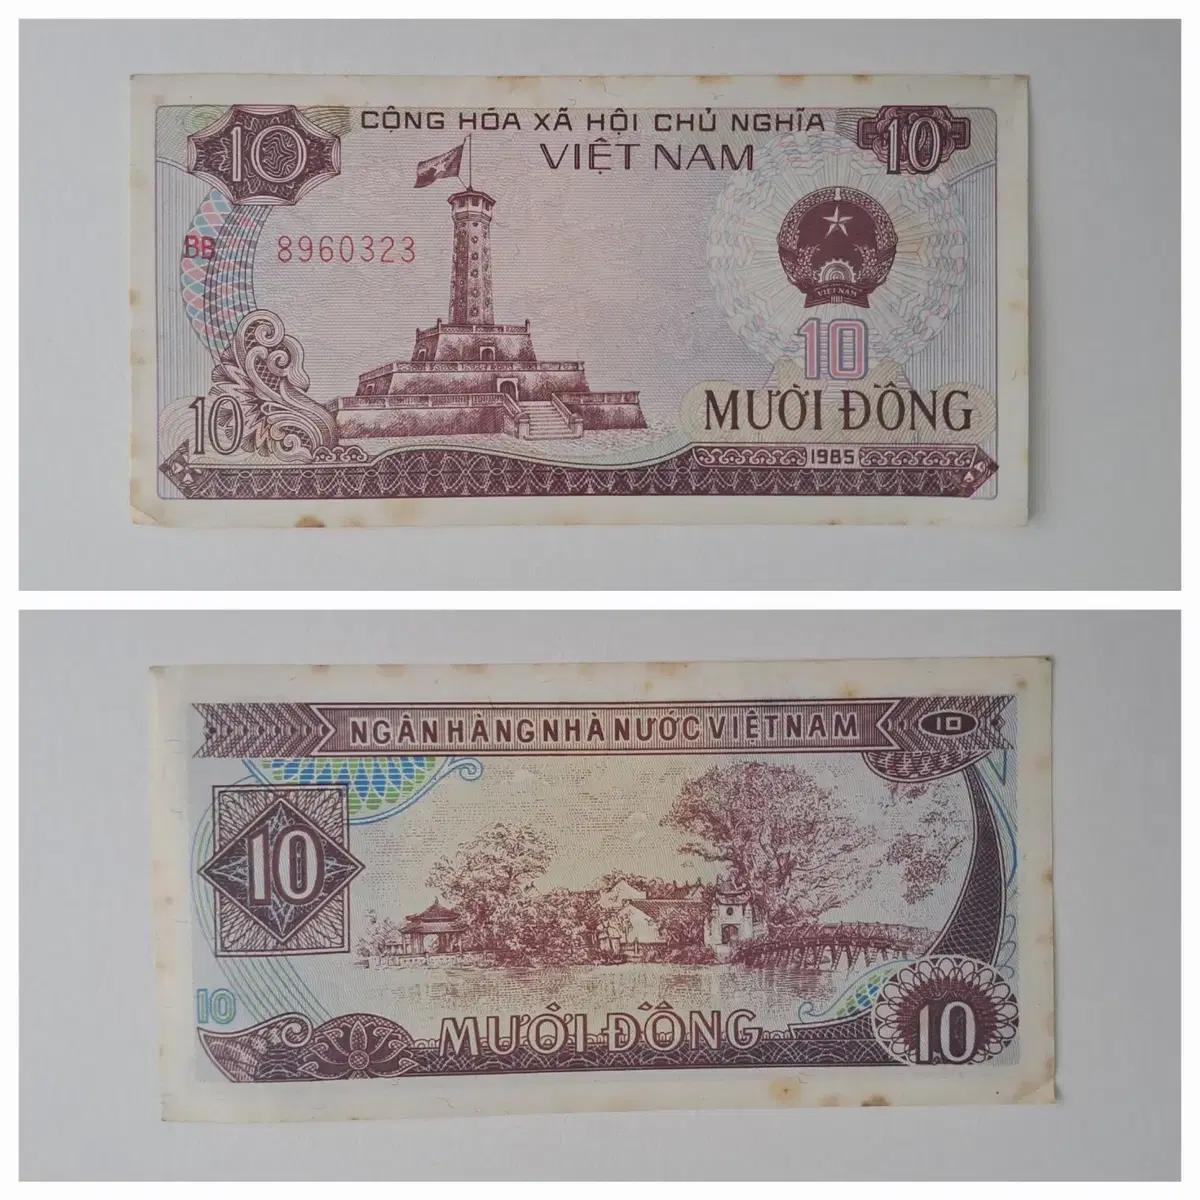 10
CỘNG HÒA XÃ HỘI CHỦ NGHĨA
VIỆT NAM
10
BB 8960323
VIỆT NAM
10
10
MƯỜI ĐỒNG
1985
NGÂN HÀNG NHÀ NƯỚC VIỆT NAM
10
10
10
MƯỜI ĐỒNG
10